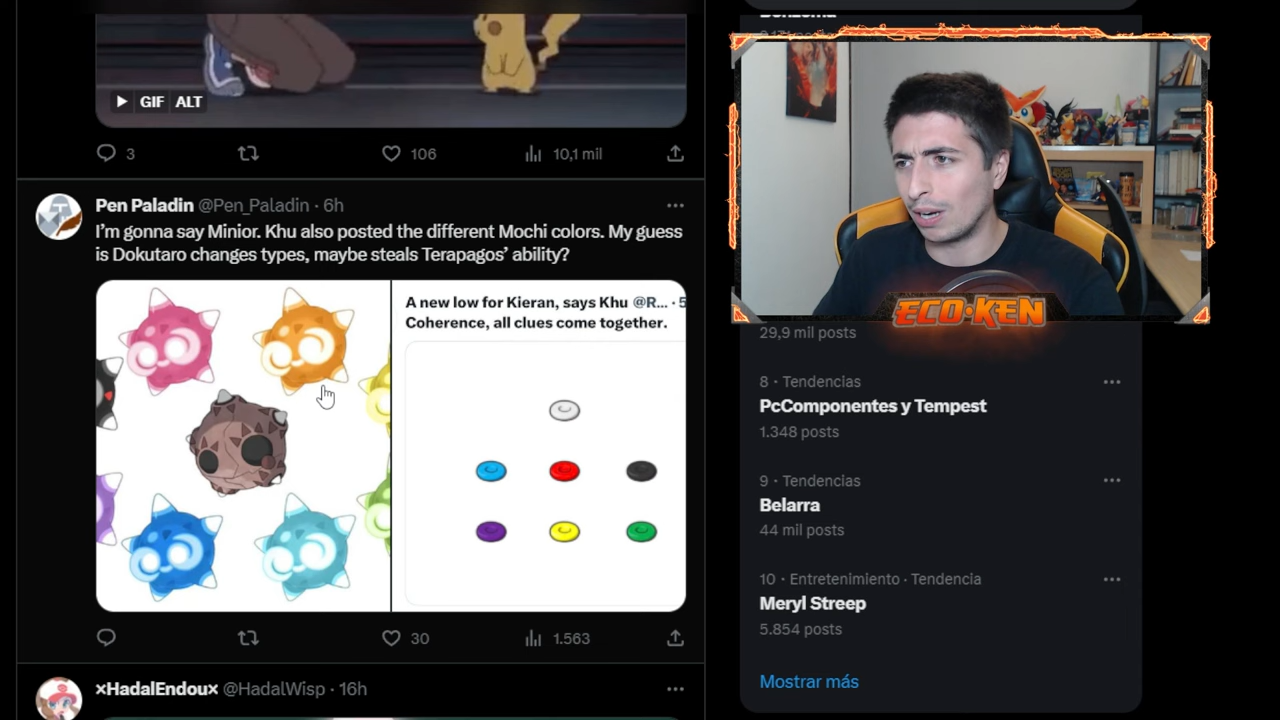 GIF ALT
3 106 10,1 mil
Pen Paladin @Pen_Paladin · 6h
I'm gonna say Minior. Khu also posted the different Mochi colors. My guess
is Dokutaro changes types, maybe steals Terapagos' ability?
A new low for Kieran, says Khu @R... · 5
Coherence, all clues come together.
30 1.563
×HadalEndou× @HadalWisp · 16h
ECO·KEN
29,9 mil posts
8 · Tendencias
PcComponentes y Tempest
1.348 posts
9 · Tendencias
Belarra
44 mil posts
10 · Entretenimiento · Tendencia
Meryl Streep
5.854 posts
Mostrar más